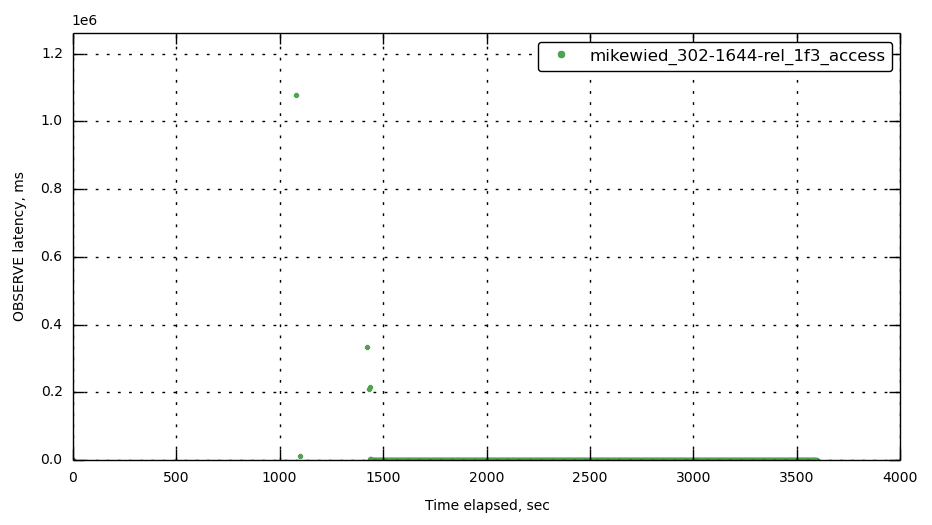 1e6
mikewied_302-1644-rel_1f3_access
1.2
1.0
0.8
0.6
0.4
0.2
0.0
OBSERVE latency, ms
0 500 1000 1500 2000 2500 3000 3500 4000
Time elapsed, sec